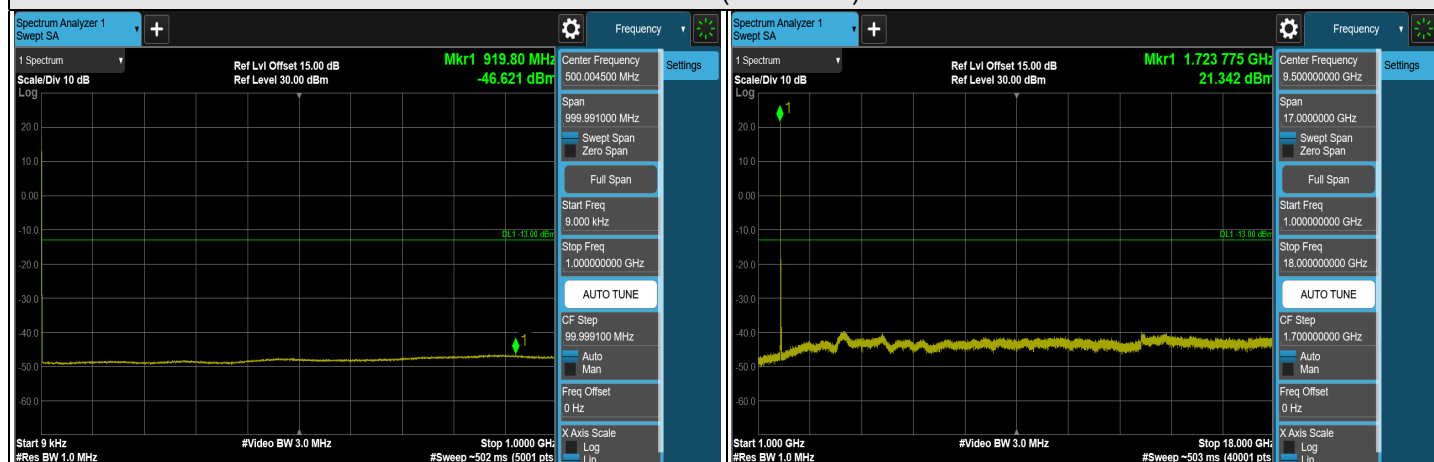 Spectrum Analyzer 1
Swept SA
Frequency
1 Spectrum
Ref Lvl Offset 15.00 dB
Mkr1 919.80 MHz
Scale/Div 10 dB
Ref Level 30.00 dBm
-46.621 dBm
Log
1
20.0
10.0
0.00
-10.0
DL1 -13.00 dBm
-20.0
-30.0
-40.0
-50.0
-60.0
Start 9 kHz
#Video BW 3.0 MHz
Stop 1.0000 GHz
#Res BW 1.0 MHz
#Sweep ~502 ms (5001 pts
Center Frequency
500.004500 MHz
Settings
Span
999.991000 MHz
Swept Span
Zero Span
Full Span
Start Freq
9.000 kHz
Stop Freq
1.000000000 GHz
AUTO TUNE
CF Step
99.999100 MHz
Auto
Man
Freq Offset
0 Hz
X Axis Scale
Log
Lin
Spectrum Analyzer 1
Swept SA
Frequency
1 Spectrum
Ref Lvl Offset 15.00 dB
Mkr1 1.723 775 GHz
Scale/Div 10 dB
Ref Level 30.00 dBm
21.342 dBm
Log
1
20.0
10.0
0.00
-10.0
DL1 -13.00 dBm
-20.0
-30.0
-40.0
-50.0
-60.0
Start 1.000 GHz
#Video BW 3.0 MHz
Stop 18.000 GHz
#Res BW 1.0 MHz
#Sweep ~503 ms (40001 pts
Center Frequency
9.500000000 GHz
Settings
Span
17.0000000 GHz
Swept Span
Zero Span
Full Span
Start Freq
1.000000000 GHz
Stop Freq
18.000000000 GHz
AUTO TUNE
CF Step
1.700000000 GHz
Auto
Man
Freq Offset
0 Hz
X Axis Scale
Log
Lin